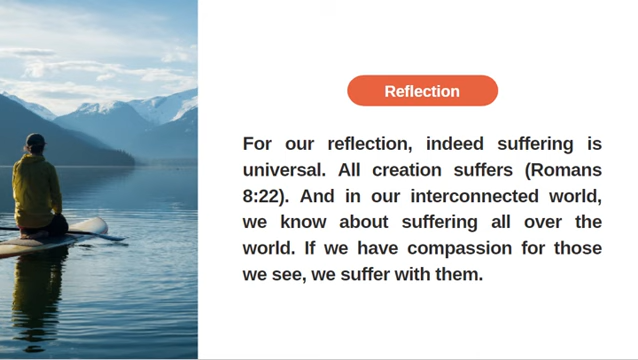 Reflection
For our reflection, indeed suffering is
universal. All creation suffers (Romans
8:22). And in our interconnected world,
we know about suffering all over the
world. If we have compassion for those
we see, we suffer with them.